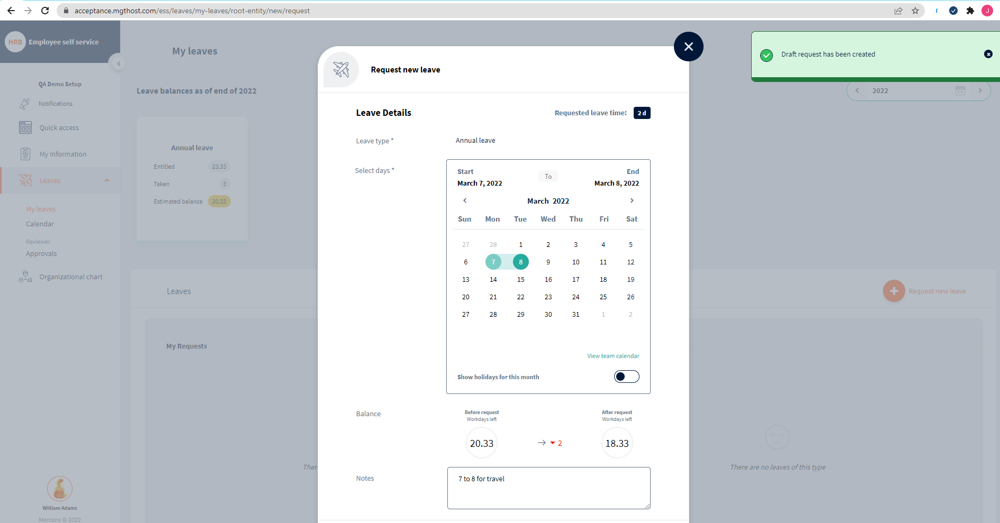 acceptance.mgthost.com/ess/leaves/my-leaves/root-entity/new/request
t
J
HRB Employee self service
QA Demo Setup
Notifications
Quick access
My Information
Leaves
My leaves
Calendar
Reviewer
Approvals
Organizational chart
William Adams
Mercans © 2022
My leaves
Leave balances as of end of 2022
2022
Annual leave
Entitled 23.33
Taken 3
Estimated balance 20.33
Leaves
Request new leave
My Requests
Ther
There are no leaves of this type
Draft request has been created
Request new leave
Leave Details
Requested leave time: 2 d
Leave type * Annual leave
Select days *
Start To End
March 7, 2022 March 8, 2022
March 2022
Sun Mon Tue Wed Thu Fri Sat
27 28 1 2 3 4 5
6 7 8 9 10 11 12
13 14 15 16 17 18 19
20 21 22 23 24 25 26
27 28 29 30 31 1 2
View team calendar
Show holidays for this month
Balance
Before request After request
Workdays left Workdays left
20.33 2 18.33
Notes
7 to 8 for travel